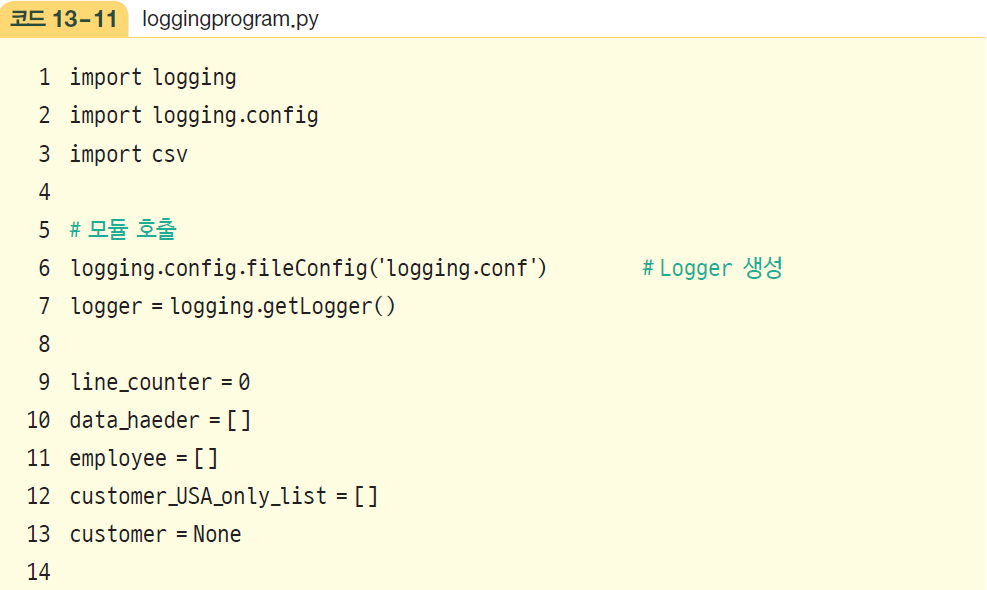 코드 13-11 loggingprogram.py
1 import logging
2 import logging.config
3 import csv
4
5 # 모듈 호출
6 logging.config.fileConfig('logging.conf') # Logger 생성
7 logger = logging.getLogger()
8
9 line_counter = 0
10 data_haeder = []
11 employee = []
12 customer_USA_only_list = []
13 customer = None
14